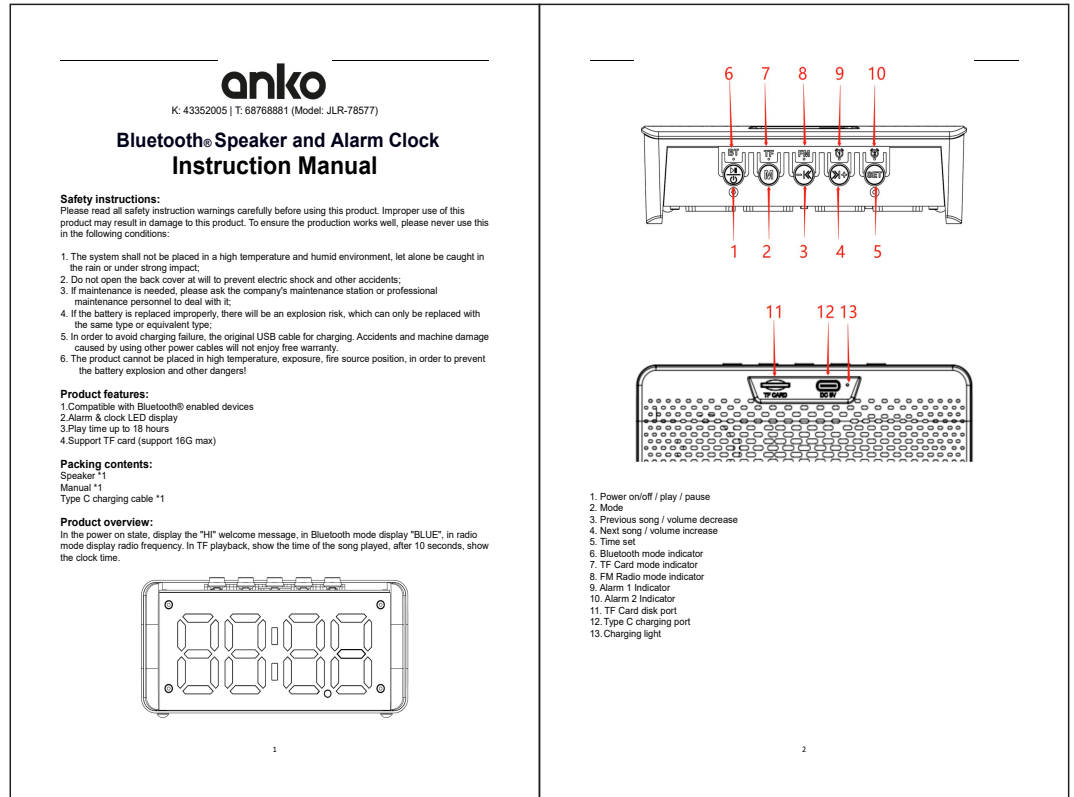 anko
K: 43352005 | T: 68768881 (Model: JLR-78577)
Bluetooth® Speaker and Alarm Clock
Instruction Manual
Safety instructions:
Please read all safety instruction warnings carefully before using this product. Improper use of this
product may result in damage to this product. To ensure the production works well, please never use this
in the following conditions:
1. The system shall not be placed in a high temperature and humid environment, let alone be caught in
the rain or under strong impact;
2. Do not open the back cover at will to prevent electric shock and other accidents;
3. If maintenance is needed, please ask the company's maintenance station or professional
maintenance personnel to deal with it;
4. If the battery is replaced improperly, there will be an explosion risk, which can only be replaced with
the same type or equivalent type;
5. In order to avoid charging failure, the original USB cable for charging. Accidents and machine damage
caused by using other power cables will not enjoy free warranty.
6. The product cannot be placed in high temperature, exposure, fire source position, in order to prevent
the battery explosion and other dangers!
Product features:
1.Compatible with Bluetooth® enabled devices
2.Alarm & clock LED display
3.Play time up to 18 hours
4.Support TF card (support 16G max)
Packing contents:
Speaker *1
Manual *1
Type C charging cable *1
Product overview:
In the power on state, display the "HI" welcome message, in Bluetooth mode display "BLUE", in radio
mode display radio frequency. In TF playback, show the time of the song played, after 10 seconds, show
the clock time.
88:88
1
6 7 8 9 10
BT TF FM
M SET
1 2 3 4 5
11 12 13
TF CARD DC 5V
1. Power on/off / play / pause
2. Mode
3. Previous song / volume decrease
4. Next song / volume increase
5. Time set
6. Bluetooth mode indicator
7. TF Card mode indicator
8. FM Radio mode indicator
9. Alarm 1 Indicator
10. Alarm 2 Indicator
11. TF Card disk port
12. Type C charging port
13. Charging light
2